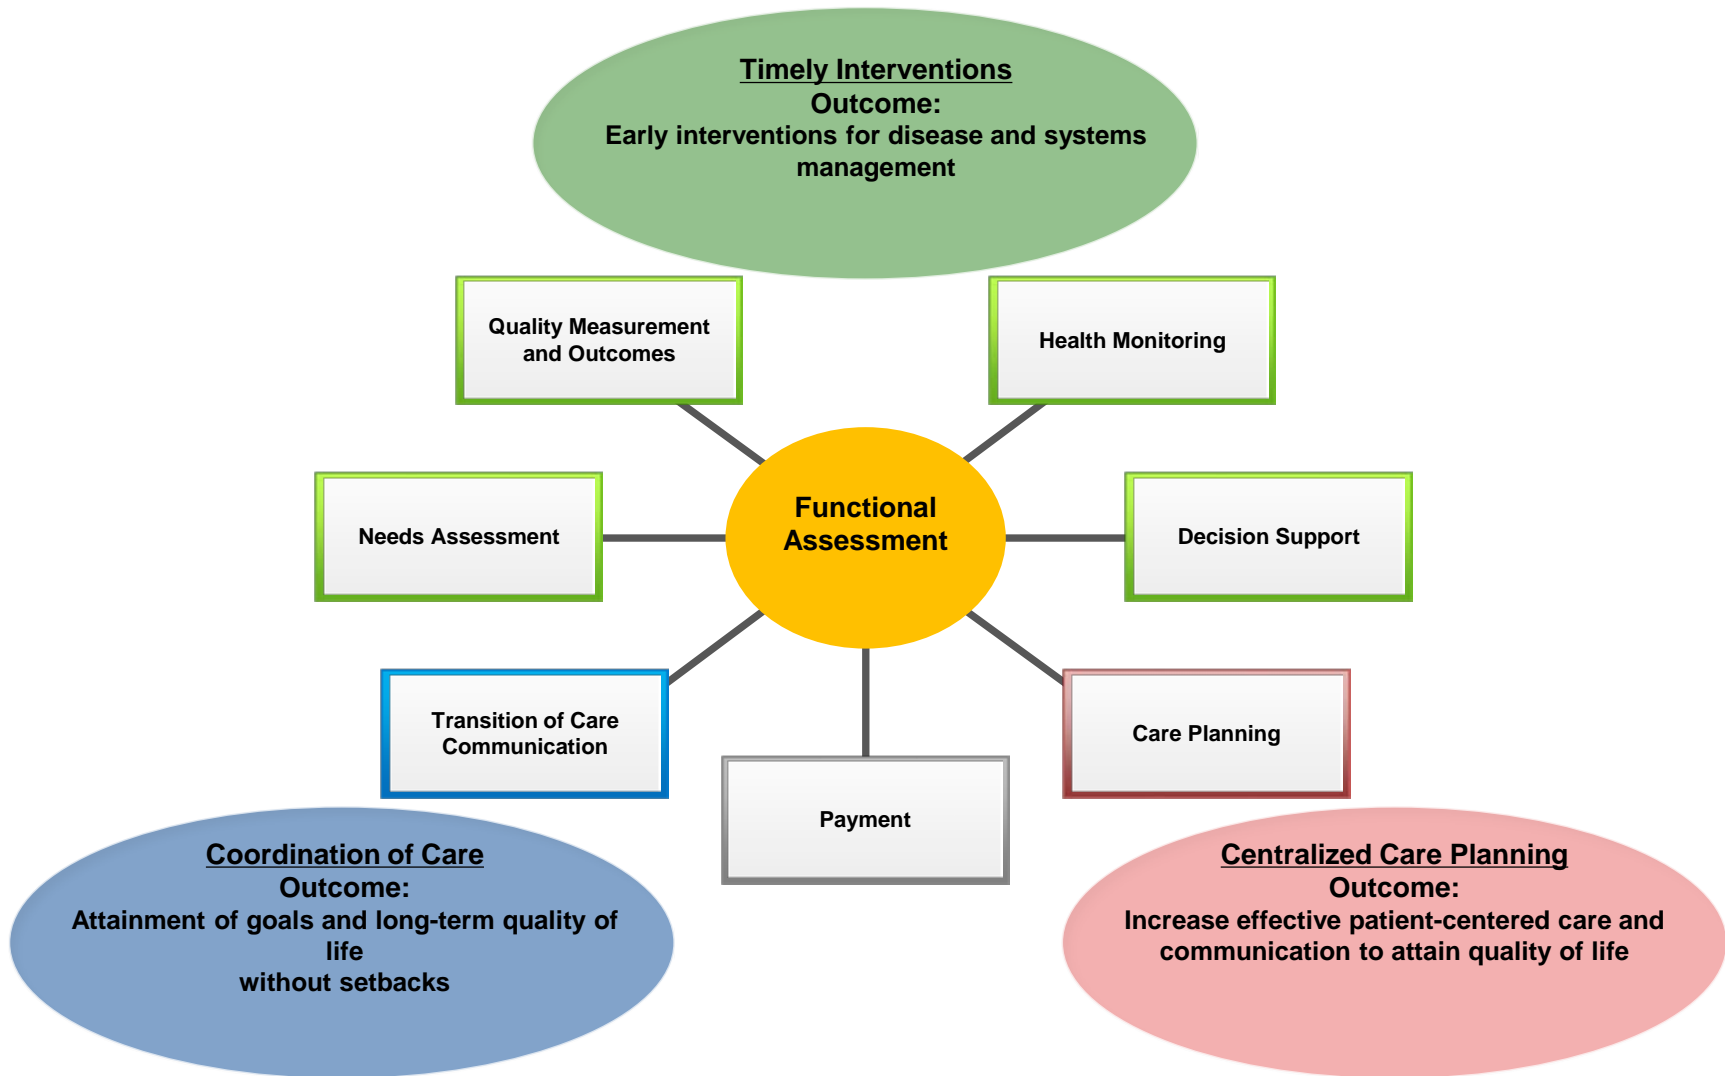 Timely Interventions
Outcome:
Early interventions for disease and systems
management
Quality Measurement
and Outcomes
Health Monitoring
Functional
Assessment
Needs Assessment
Decision Support
Transition of Care
Communication
Care Planning
Payment
Coordination of Care
Outcome:
Attainment of goals and long-term quality of
life
without setbacks
Centralized Care Planning
Outcome:
Increase effective patient-centered care and
communication to attain quality of life